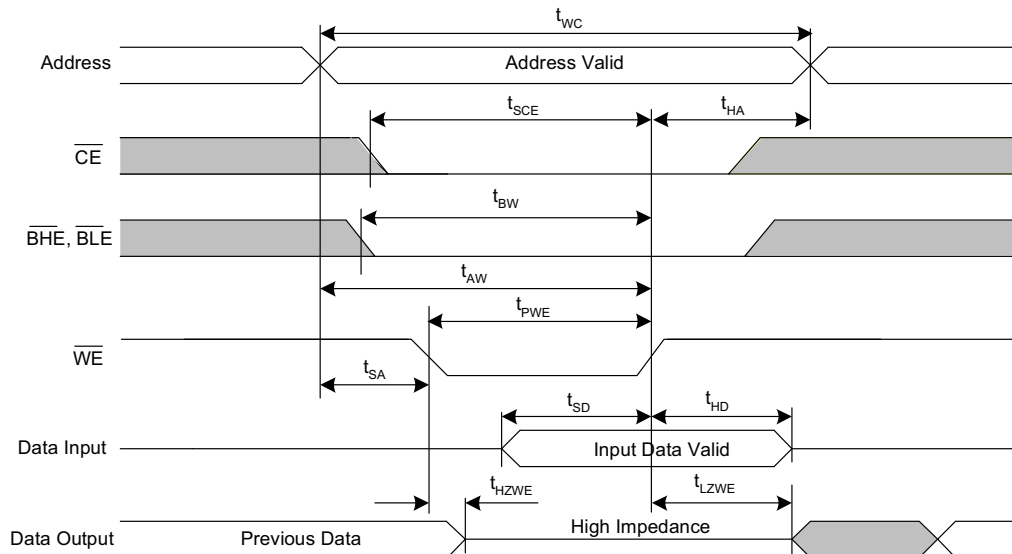 tWC
Address Address Valid
tSCE tHA
CE
tBW
BHE, BLE
tAW
tPWE
WE
tSA
tSD tHD
Data Input Input Data Valid
tHZWE tLZWE
Data Output Previous Data High Impedance